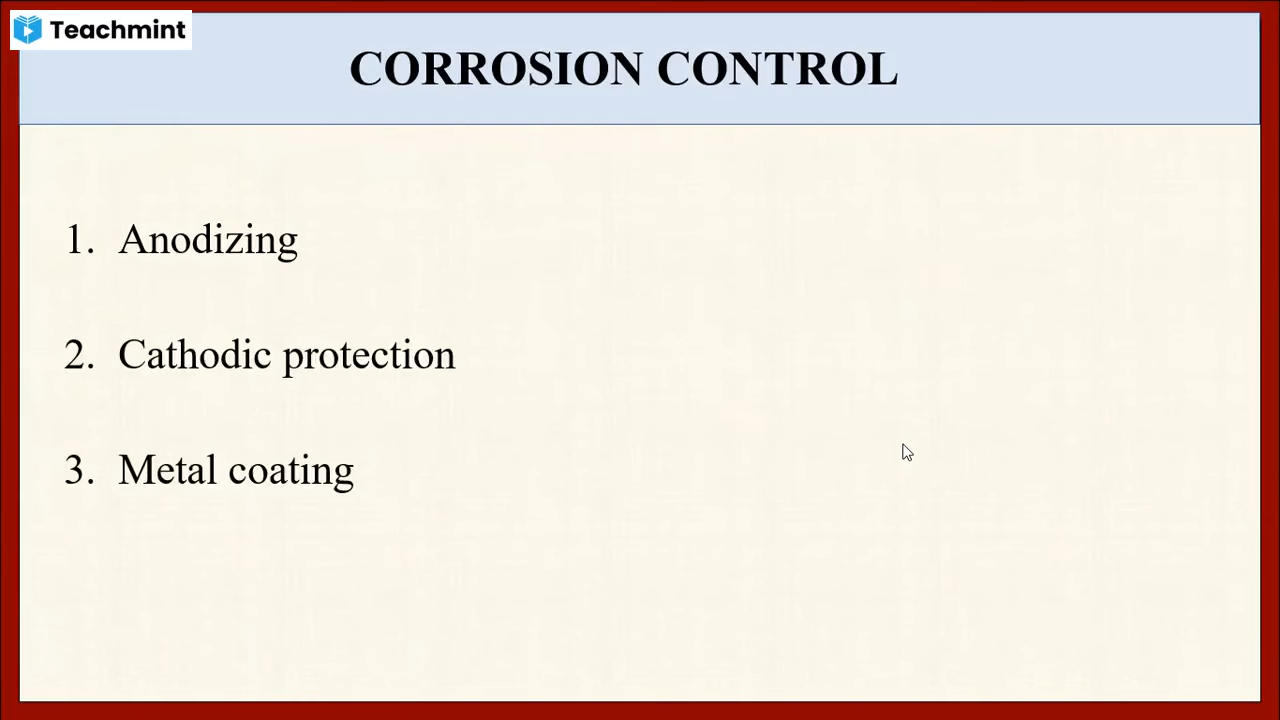 Teachmint
CORROSION CONTROL
1. Anodizing
2. Cathodic protection
3. Metal coating